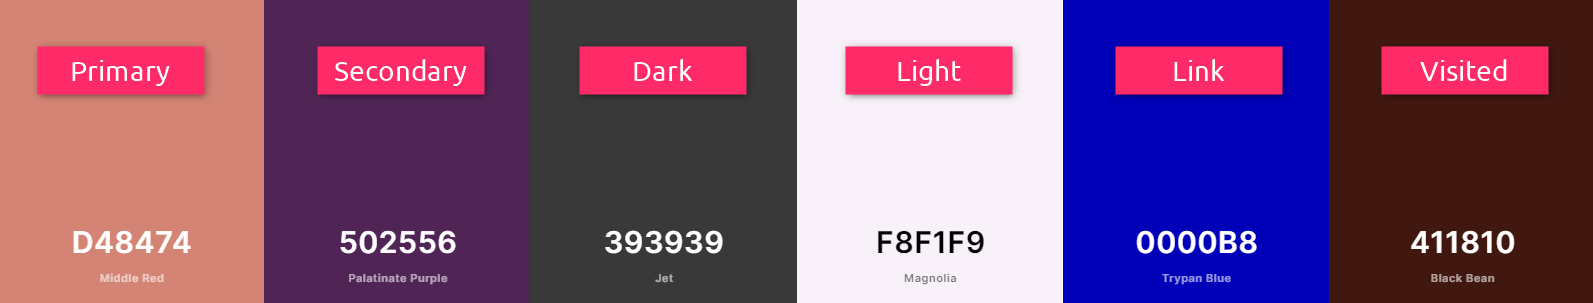 Primary
Secondary
Dark
Light
Link
Visited
D48474
502556
393939
F8F1F9
0000B8
411810
Middle Red
Palatinate Purple
Jet
Magnolia
Trypan Blue
Black Bean